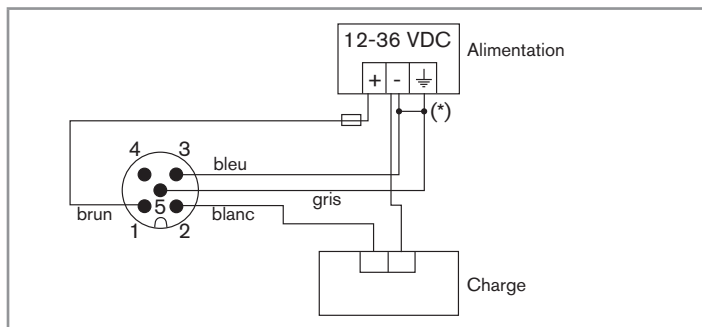 12-36 VDC
Alimentation
+ -
(*)
4 3
bleu
5
gris
brun
blanc
1 2
Charge